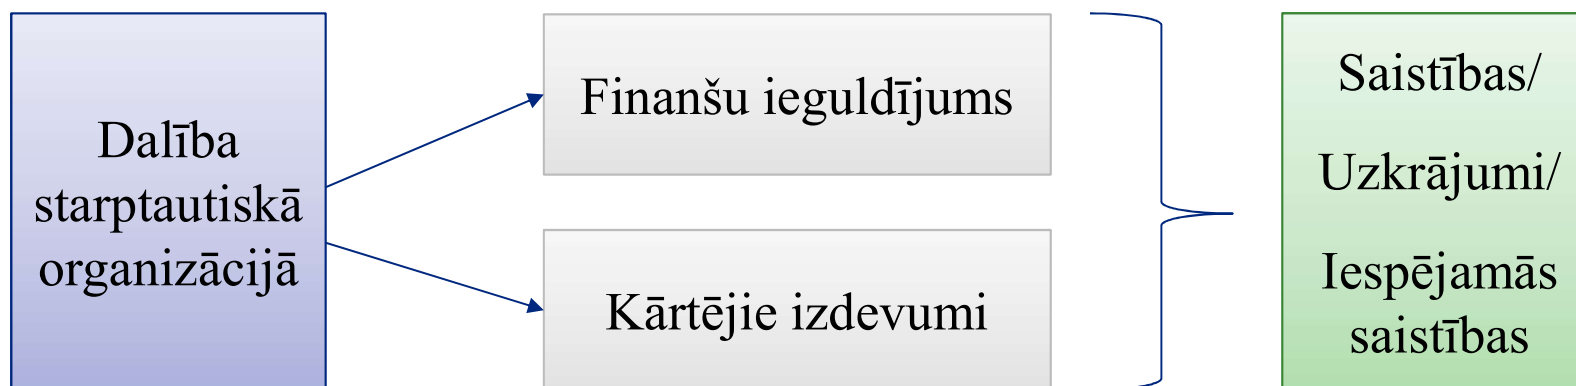 Dalība
starptautiskā
organizācijā
Finanšu ieguldījums
Kārtējie izdevumi
Saistības/
Uzkrājumi/
Iespējamās
saistības